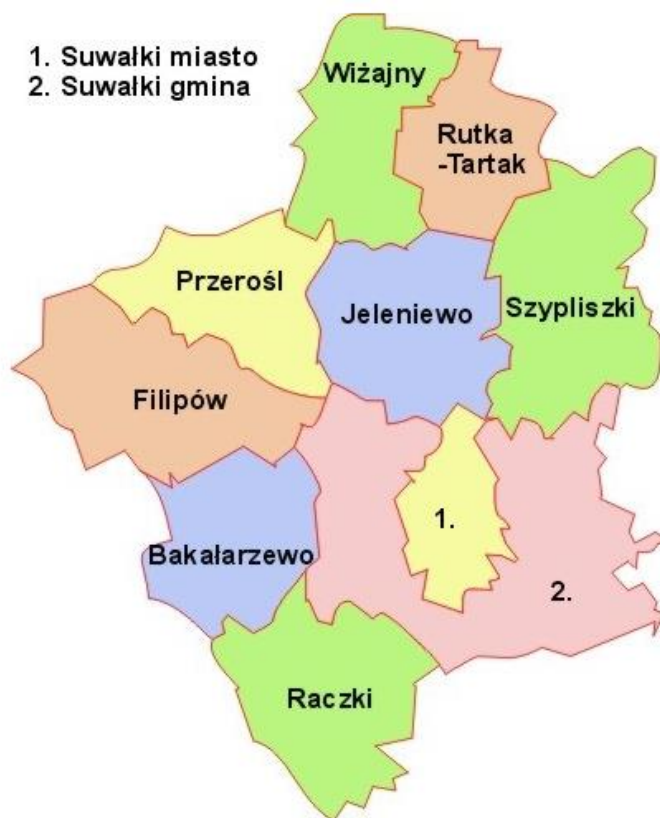 1. Suwałki miasto
2. Suwałki gmina
Wiżajny
Rutka
-Tartak
Przerośl
Jeleniewo
Szypliszki
Filipów
1.
Bakałarzewo
2.
Raczki